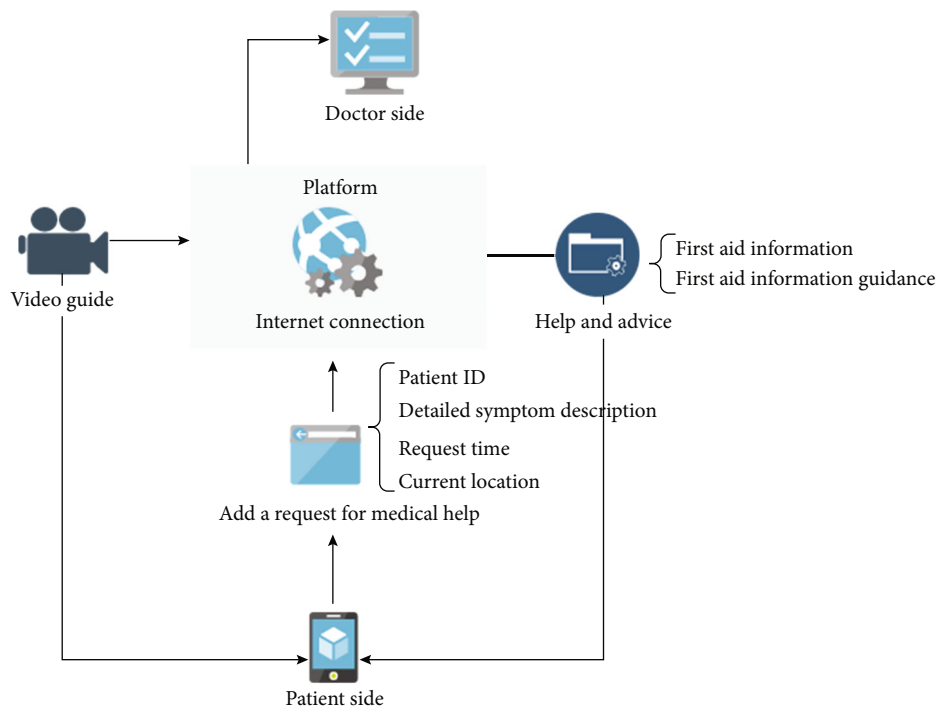 Doctor side
Platform
Internet connection
Video guide
First aid information
First aid information guidance
Help and advice
Patient ID
Detailed symptom description
Request time
Current location
Add a request for medical help
Patient side